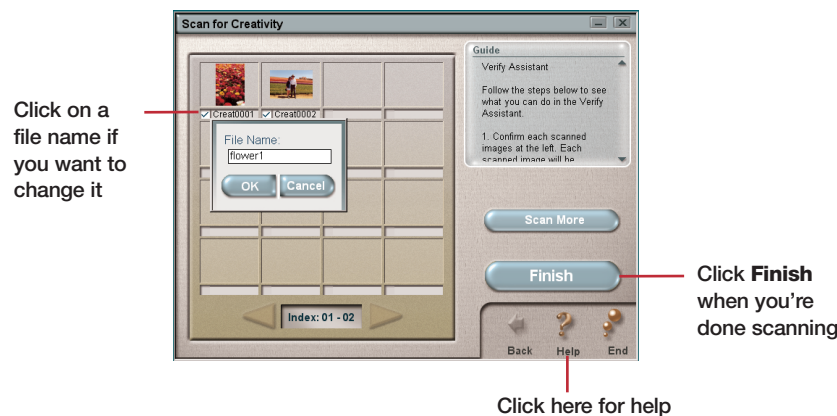 Scan for Creativity
Guide
Verify Assistant
Follow the steps below to see
what you can do in the Verify
Assistant.
1. Confirm each scanned
images at the left. Each
scanned image will be
Creat0001
Creat0002
File Name:
flower1
OK
Cancel
Scan More
Finish
Index: 01 - 02
Back
Help
End
Click on a
file name if
you want to
change it
Click Finish
when you’re
done scanning
Click here for help